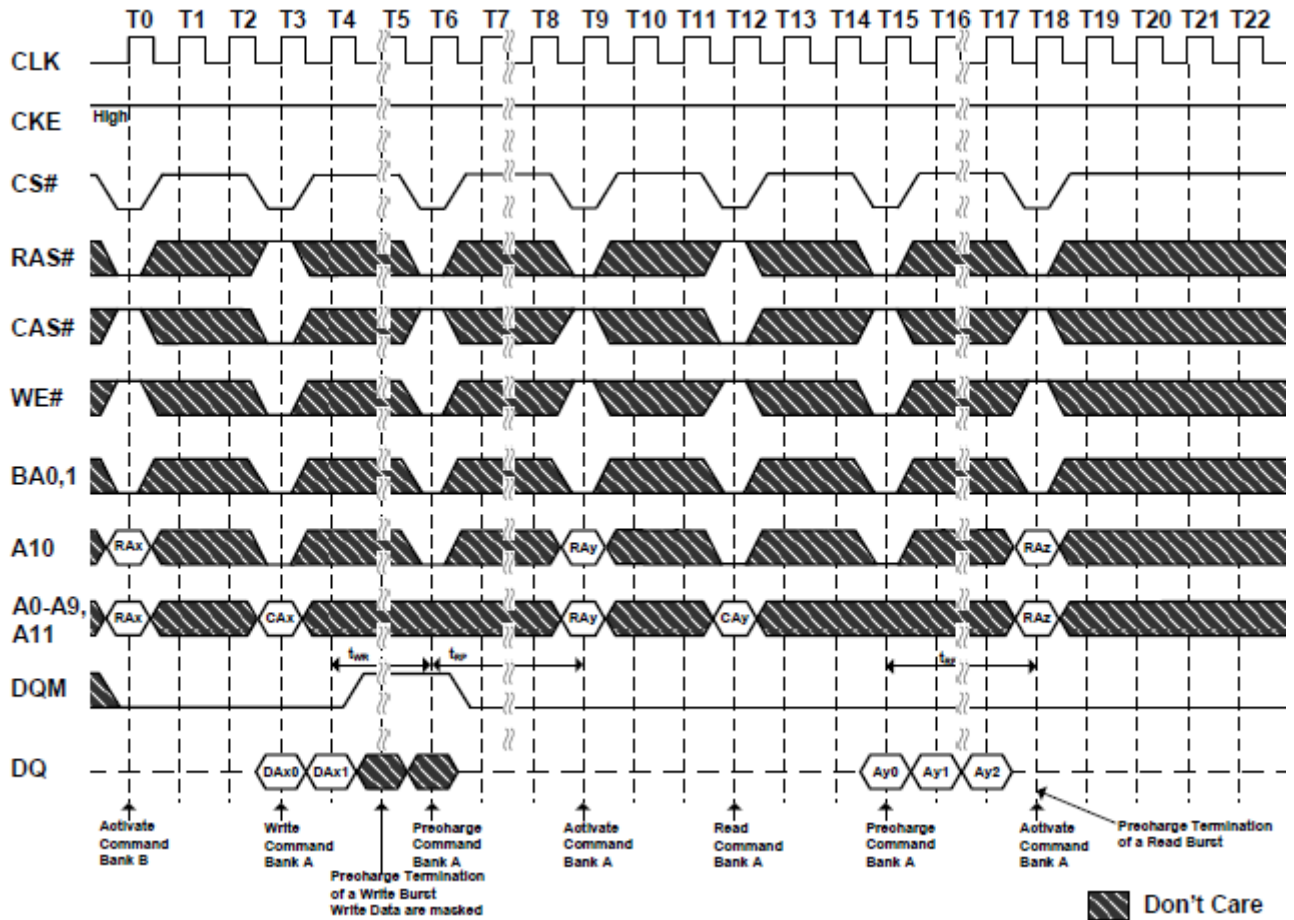 T0 T1 T2 T3 T4 T5 T6 T7 T8 T9 T10 T11 T12 T13 T14 T15 T16 T17 T18 T19 T20 T21 T22
CLK
CKE High
CS#
RAS#
CAS#
WE#
BA0,1
A10 RAx RAy RAz
A0-A9, A11 RAx CAx RAy CAy RAz
tWR tRP tRP
DQM
DQ DAx0 DAx1 Ay0 Ay1 Ay2
Activate
Command
Bank B
Write
Command
Bank A
Precharge Termination
of a Write Burst
Write Data are masked
Precharge
Command
Bank A
Activate
Command
Bank A
Read
Command
Bank A
Precharge
Command
Bank A
Activate
Command
Bank A
Precharge Termination
of a Read Burst
Don't Care